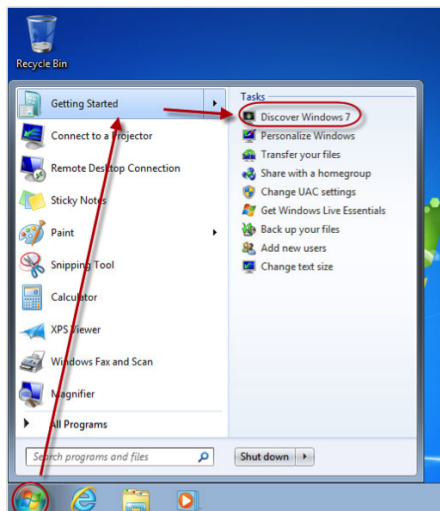 Recycle Bin
Getting Started
Connect to a Projector
Remote Desktop Connection
Sticky Notes
Paint
Snipping Tool
Calculator
XPS Viewer
Windows Fax and Scan
Magnifier
All Programs
Search programs and files
Tasks
Discover Windows 7
Personalize Windows
Transfer your files
Share with a homegroup
Change UAC settings
Get Windows Live Essentials
Back up your files
Add new users
Change text size
Shut down